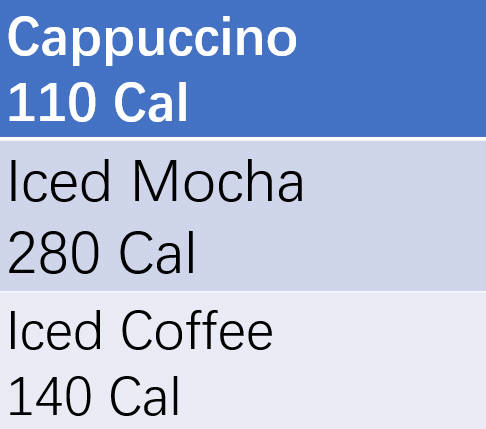 Cappuccino
110 Cal
Iced Mocha
280 Cal
Iced Coffee
140 Cal